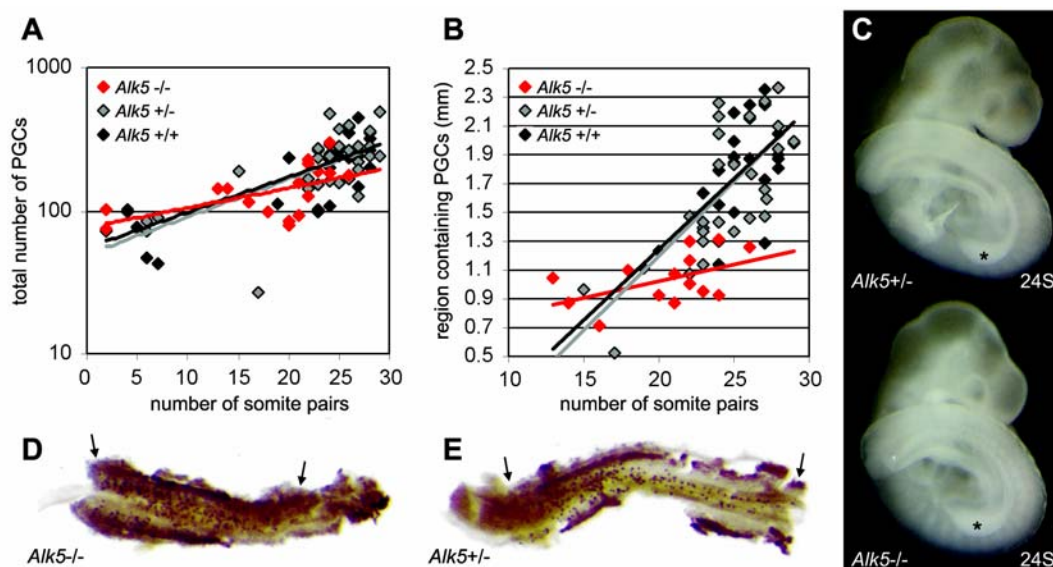 A
total number of PGCs
1000
100
10
Alk5 -/-
Alk5 +/-
Alk5 +/+
0 5 10 15 20 25 30
number of somite pairs
B
region containing PGCs (mm)
2.5
2.3
2.1
1.9
1.7
1.5
1.3
1.1
0.9
0.7
0.5
Alk5 -/-
Alk5 +/-
Alk5 +/+
10 15 20 25 30
number of somite pairs
C
*
Alk5+/- 24S
*
Alk5-/- 24S
D
Alk5-/-
E
Alk5+/-